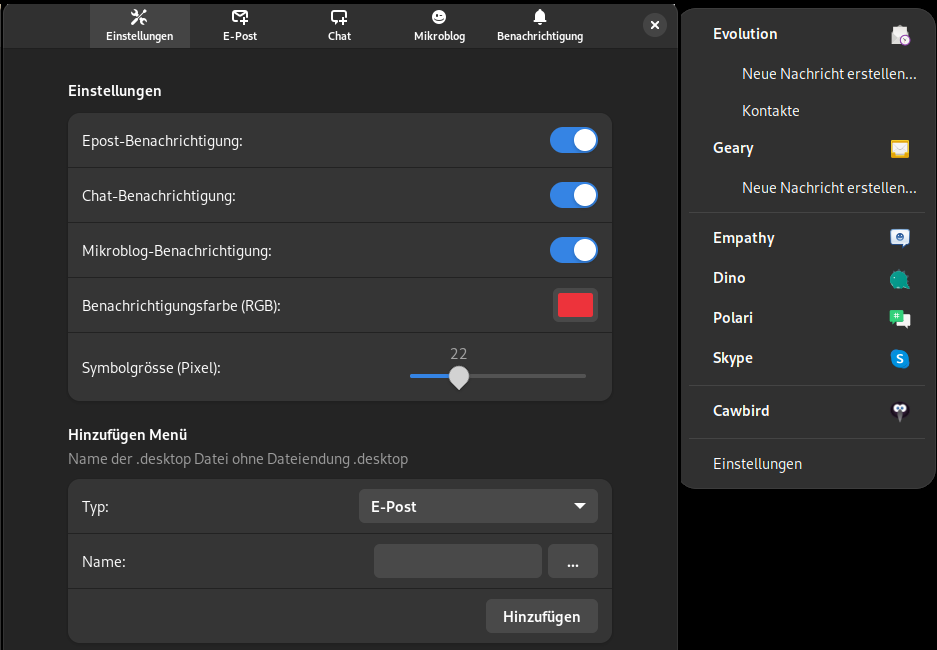 Einstellungen
E-Post
Chat
Mikroblog
Benachrichtigung
Einstellungen
Epost-Benachrichtigung:
Chat-Benachrichtigung:
Mikroblog-Benachrichtigung:
Benachrichtigungsfarbe (RGB):
22
Symbolgrösse (Pixel):
Hinzufügen Menü
Name der .desktop Datei ohne Dateiendung .desktop
Typ:
E-Post
Name:
...
Hinzufügen
Evolution
Neue Nachricht erstellen...
Kontakte
Geary
Neue Nachricht erstellen...
Empathy
Dino
Polari
Skype
Cawbird
Einstellungen